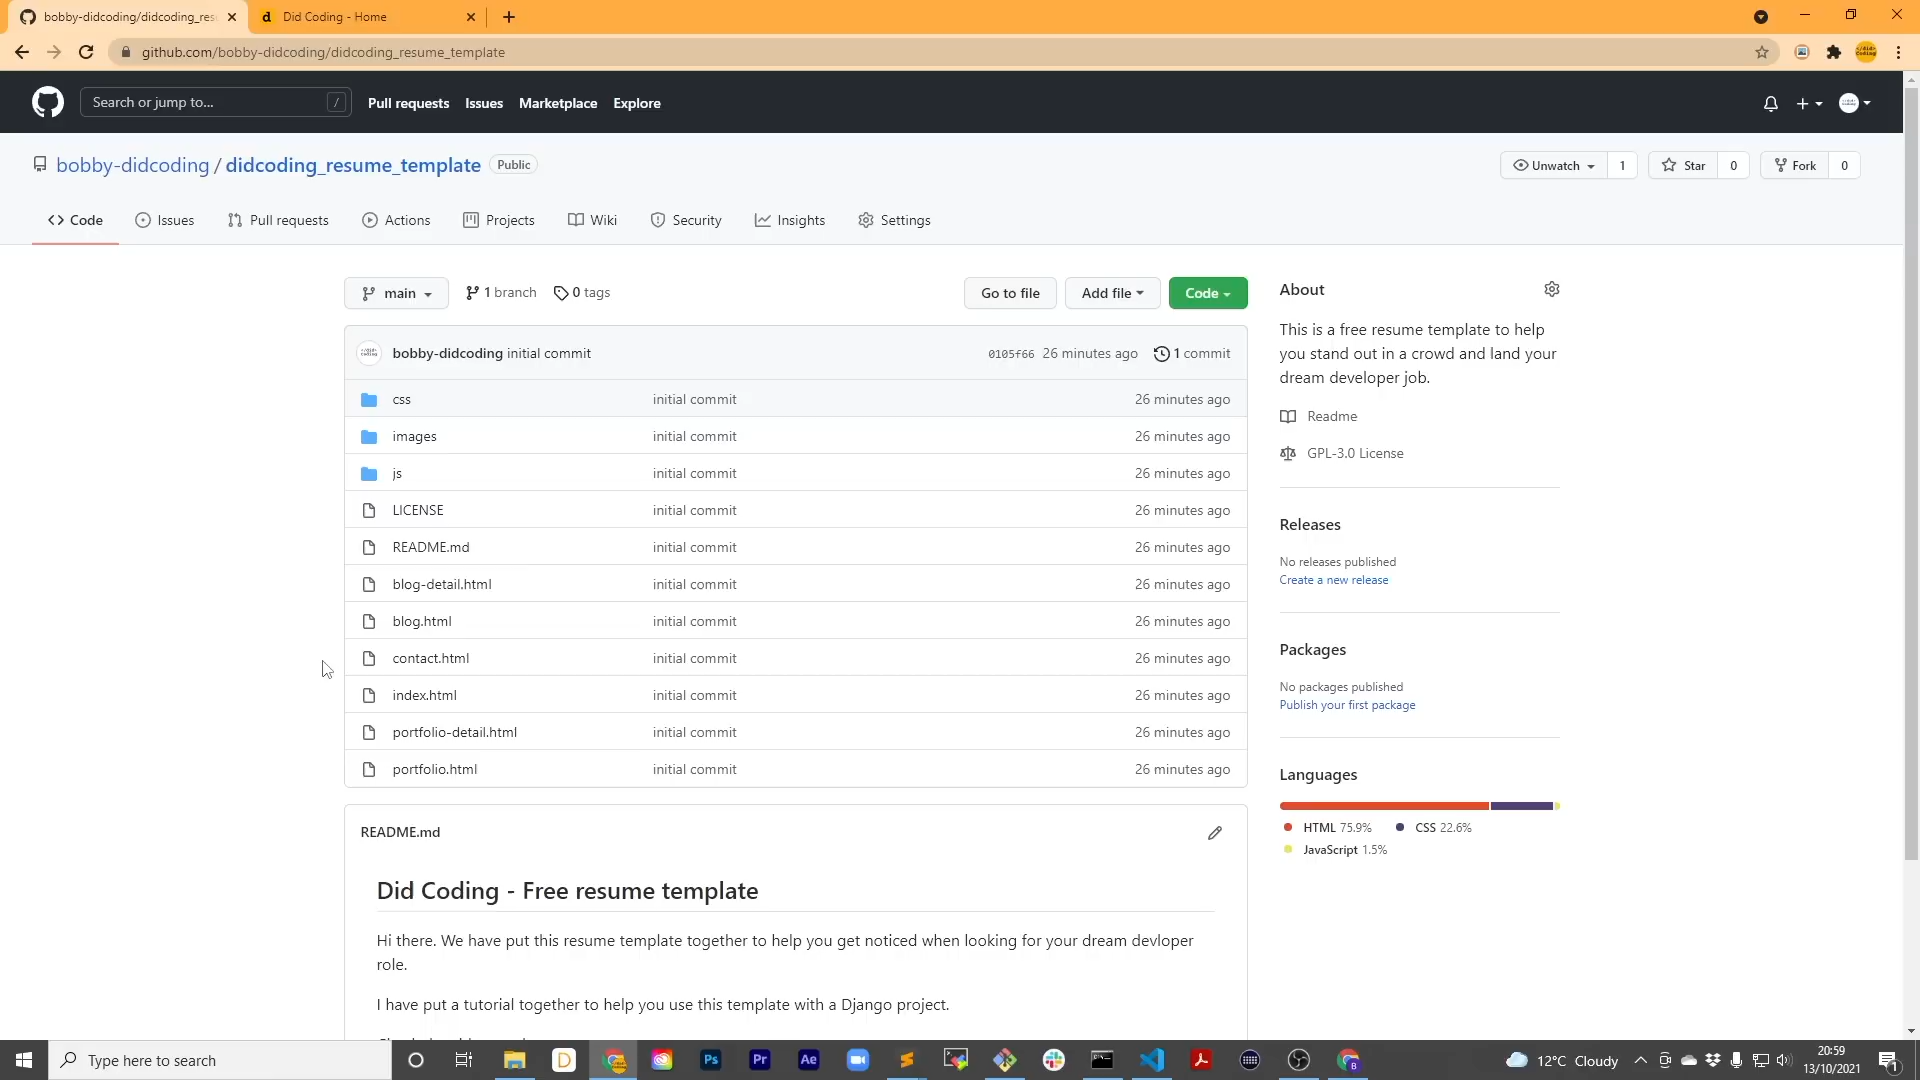 bobby-didcoding/didcoding_res
Did Coding - Home
github.com/bobby-didcoding/didcoding_resume_template
Search or jump to...
/
Pull requests
Issues
Marketplace
Explore
bobby-didcoding / didcoding_resume_template
Public
Unwatch
1
Star
0
Fork
0
Code
Issues
Pull requests
Actions
Projects
Wiki
Security
Insights
Settings
main
1 branch
0 tags
Go to file
Add file
Code
bobby-didcoding initial commit
0105f66 26 minutes ago
1 commit
css initial commit 26 minutes ago
images initial commit 26 minutes ago
js initial commit 26 minutes ago
LICENSE initial commit 26 minutes ago
README.md initial commit 26 minutes ago
blog-detail.html initial commit 26 minutes ago
blog.html initial commit 26 minutes ago
contact.html initial commit 26 minutes ago
index.html initial commit 26 minutes ago
portfolio-detail.html initial commit 26 minutes ago
portfolio.html initial commit 26 minutes ago
README.md
Did Coding - Free resume template
Hi there. We have put this resume template together to help you get noticed when looking for your dream devloper
role.
I have put a tutorial together to help you use this template with a Django project.
About
This is a free resume template to help
you stand out in a crowd and land your
dream developer job.
Readme
GPL-3.0 License
Releases
No releases published
Create a new release
Packages
No packages published
Publish your first package
Languages
HTML 75.9%
CSS 22.6%
JavaScript 1.5%
Type here to search
D
Ps
Pr
Ae
12°C Cloudy
20:59
13/10/2021
1